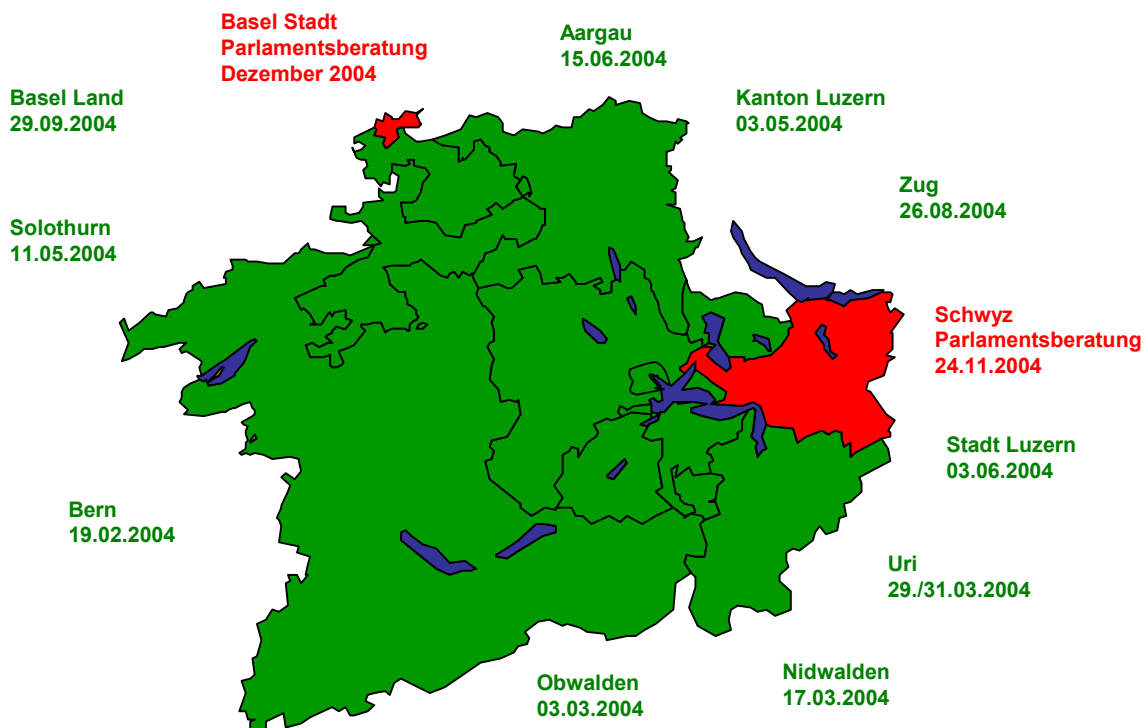 Basel Stadt
Parlamentsberatung
Dezember 2004
Aargau
15.06.2004
Basel Land
29.09.2004
Kanton Luzern
03.05.2004
Zug
26.08.2004
Solothurn
11.05.2004
Schwyz
Parlamentsberatung
24.11.2004
Stadt Luzern
03.06.2004
Bern
19.02.2004
Uri
29./31.03.2004
Nidwalden
17.03.2004
Obwalden
03.03.2004